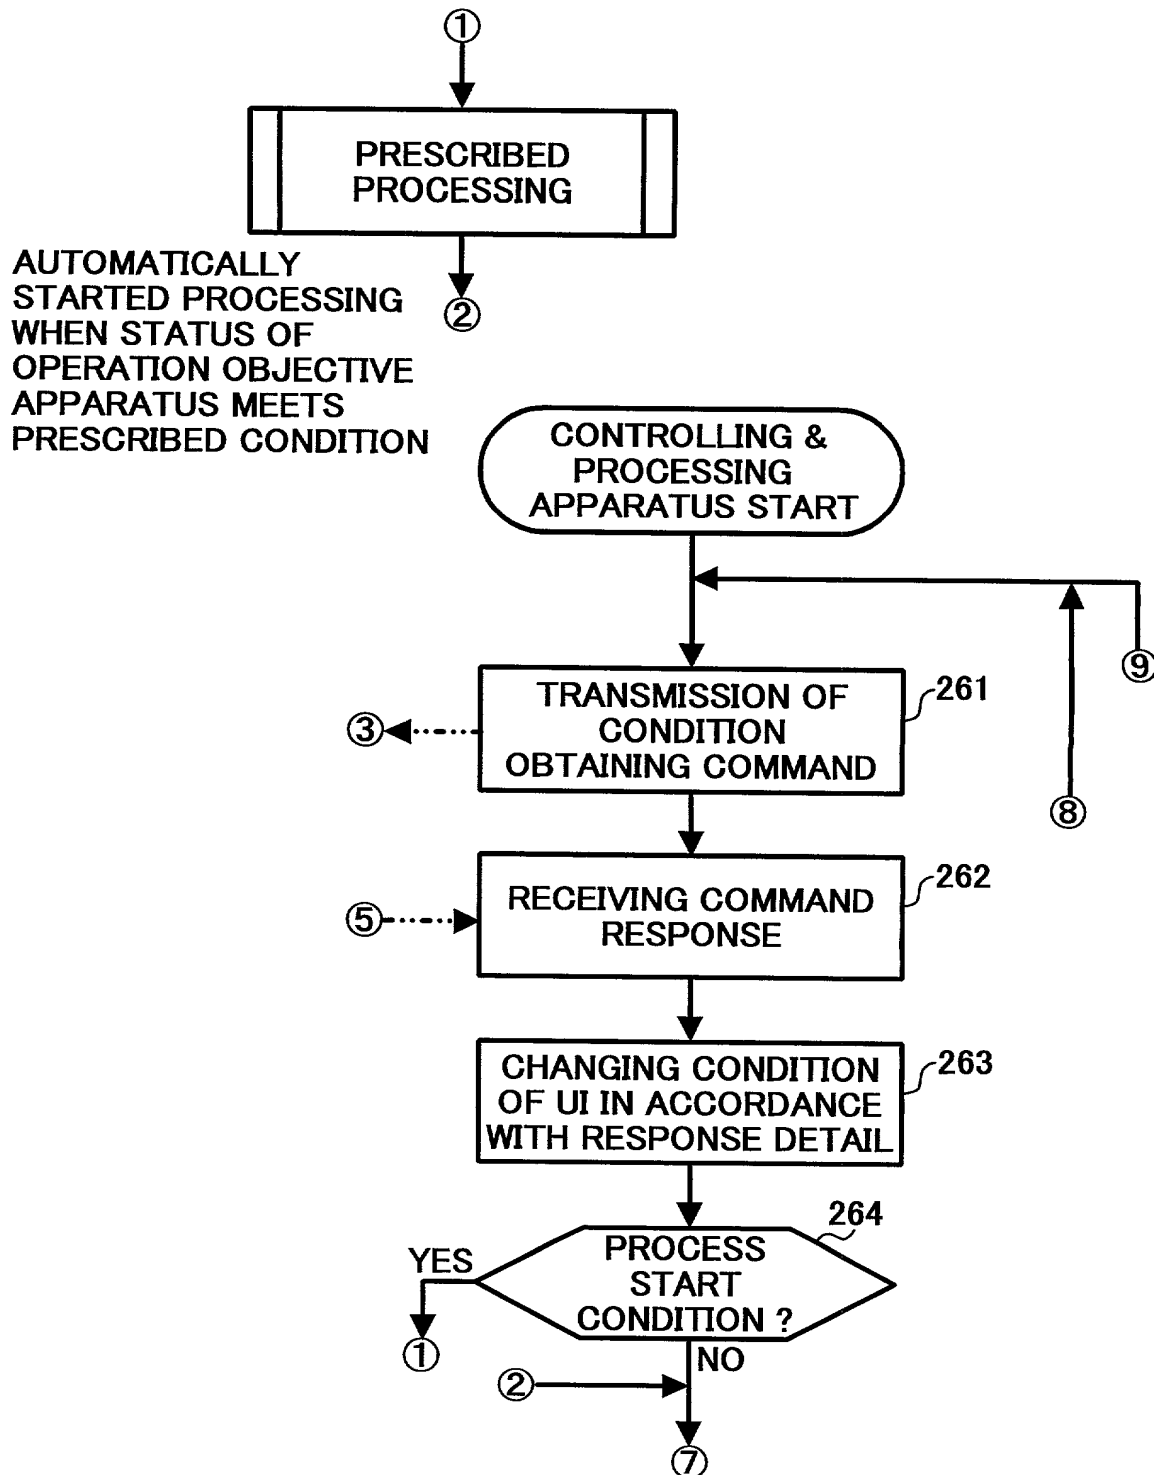 ①
PRESCRIBED
PROCESSING
②
AUTOMATICALLY
STARTED PROCESSING
WHEN STATUS OF
OPERATION OBJECTIVE
APPARATUS MEETS
PRESCRIBED CONDITION
CONTROLLING &
PROCESSING
APPARATUS START
⑨
⑧
261
TRANSMISSION OF
CONDITION
OBTAINING COMMAND
③
262
RECEIVING COMMAND
RESPONSE
⑤
263
CHANGING CONDITION
OF UI IN ACCORDANCE
WITH RESPONSE DETAIL
264
PROCESS
START
CONDITION ?
YES
①
NO
②
⑦